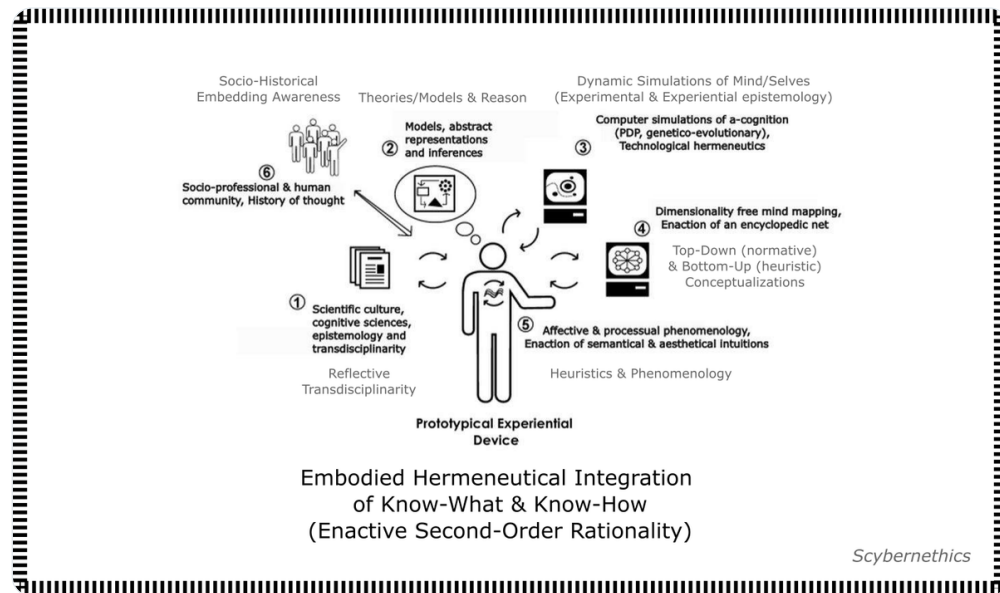 Socio-Historical
Embedding Awareness
Theories/Models & Reason
Dynamic Simulations of Mind/Selves
(Experimental & Experiential epistemology)
6
Socio-professional & human
community, History of thought
2
Models, abstract
representations
and inferences
3
Computer simulations of a-cognition
(PDP, genetico-evolutionary),
Technological hermeneutics
4
Dimensionality free mind mapping,
Enaction of an encyclopedic net
Top-Down (normative)
& Bottom-Up (heuristic)
Conceptualizations
1
Scientific culture,
cognitive sciences,
epistemology and
transdisciplinarity
Reflective
Transdisciplinarity
5
Affective & processual phenomenology,
Enaction of semantical & aesthetical intuitions
Heuristics & Phenomenology
Prototypical Experiential
Device
Embodied Hermeneutical Integration
of Know-What & Know-How
(Enactive Second-Order Rationality)
Scybernethics